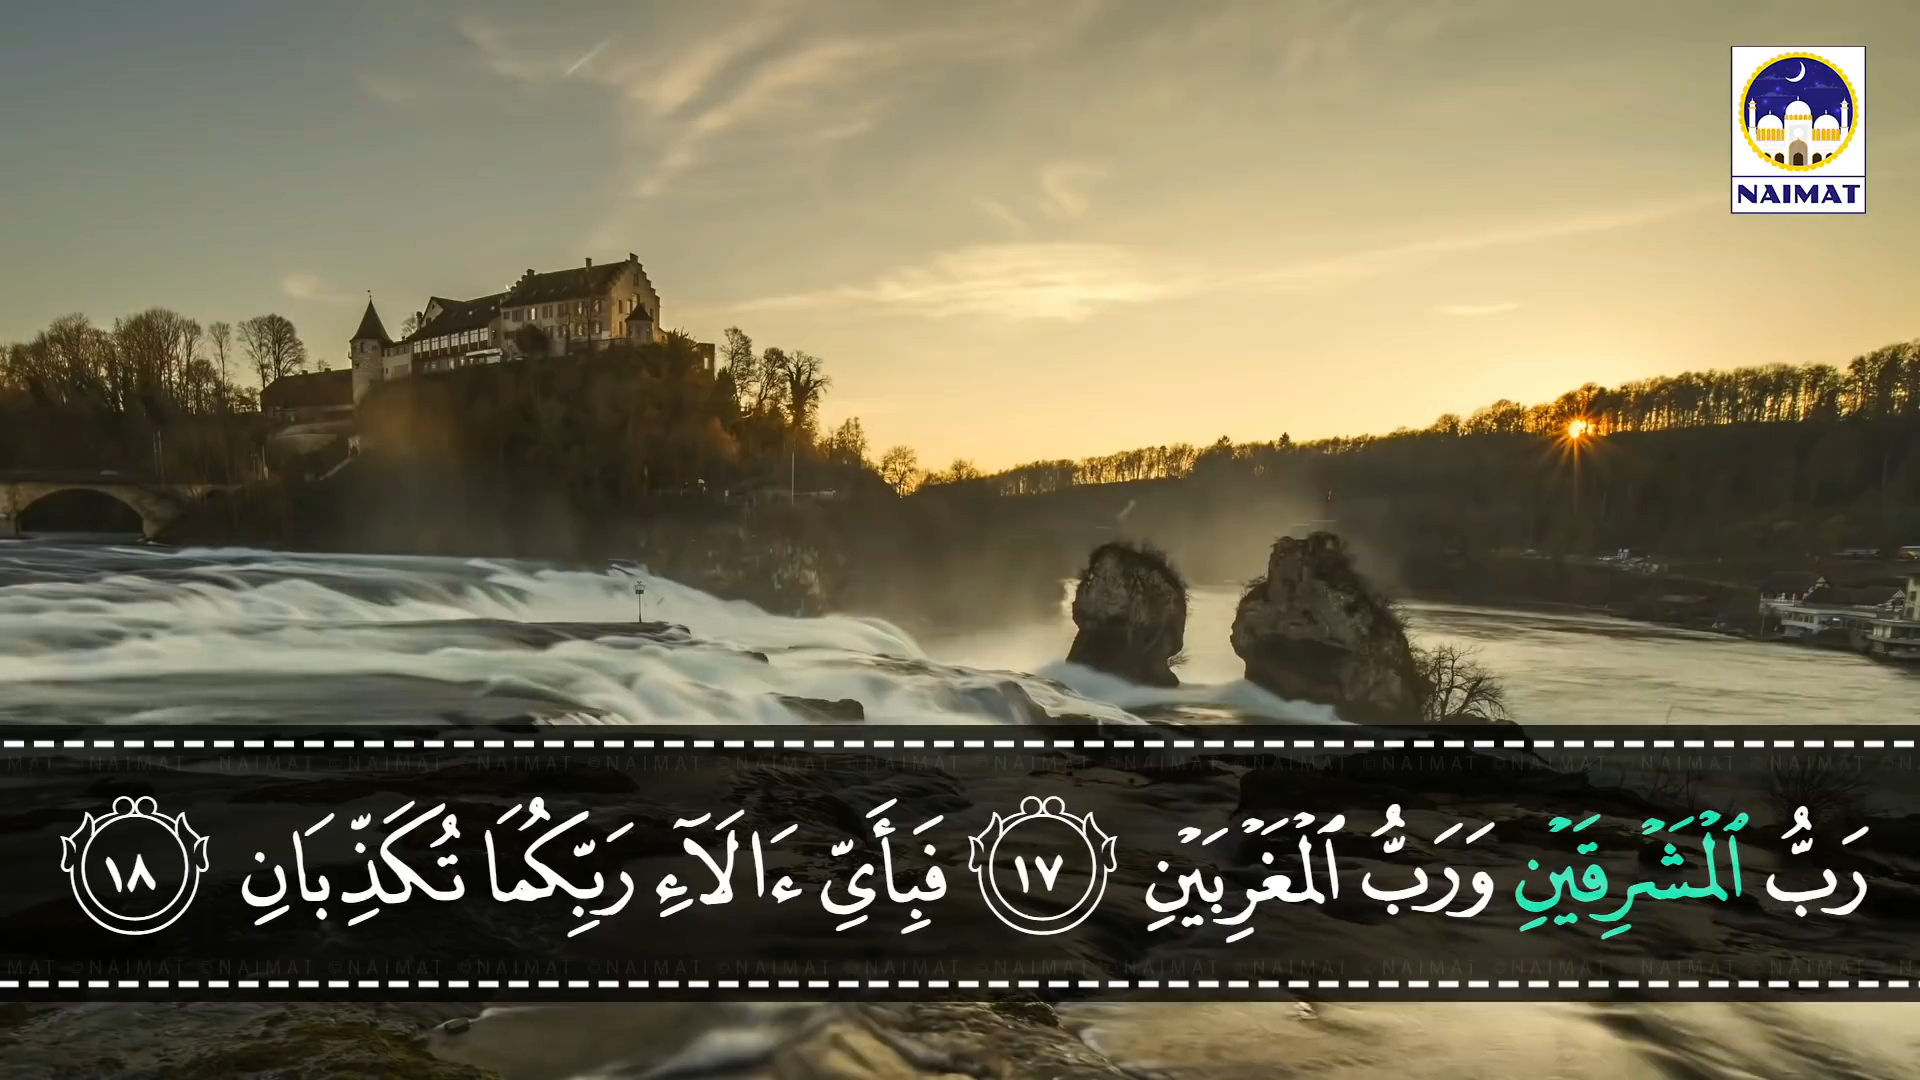 NAIMAT
رَبُّ ٱلْمَشْرِقَيْنِ وَرَبُّ ٱلْمَغْرِبَيْنِ ١٧ فَبِأَيِّ ءَالَآءِ رَبِّكُمَا تُكَذِّبَانِ ١٨